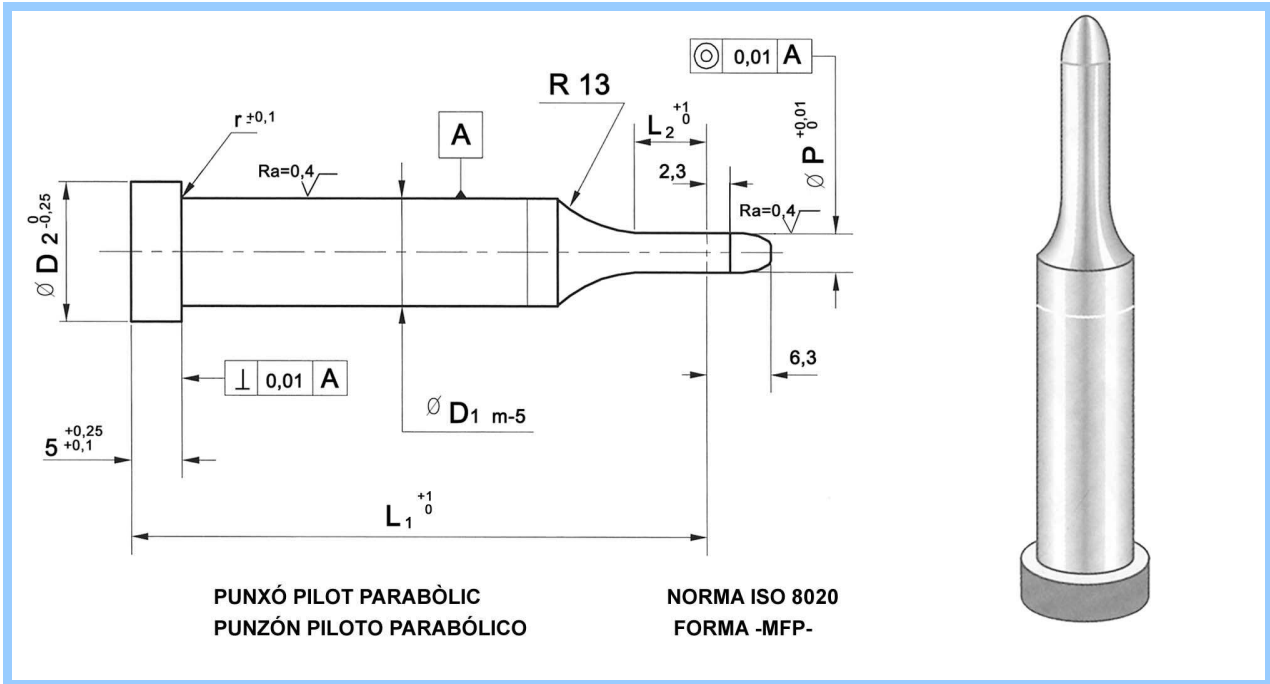 ◎ 0,01 A
R 13
L2 +1 0
Ø P +0,01 0
r ±0,1
A
Ra=0,4
2,3
Ra=0,4
Ø D 2 0 -0,25
⊥ 0,01 A
6,3
Ø D1 m-5
5 +0,25 +0,1
L1 +1 0
PUNXÓ PILOT PARABÒLIC
PUNZÓN PILOTO PARABÓLICO
NORMA ISO 8020
FORMA -MFP-